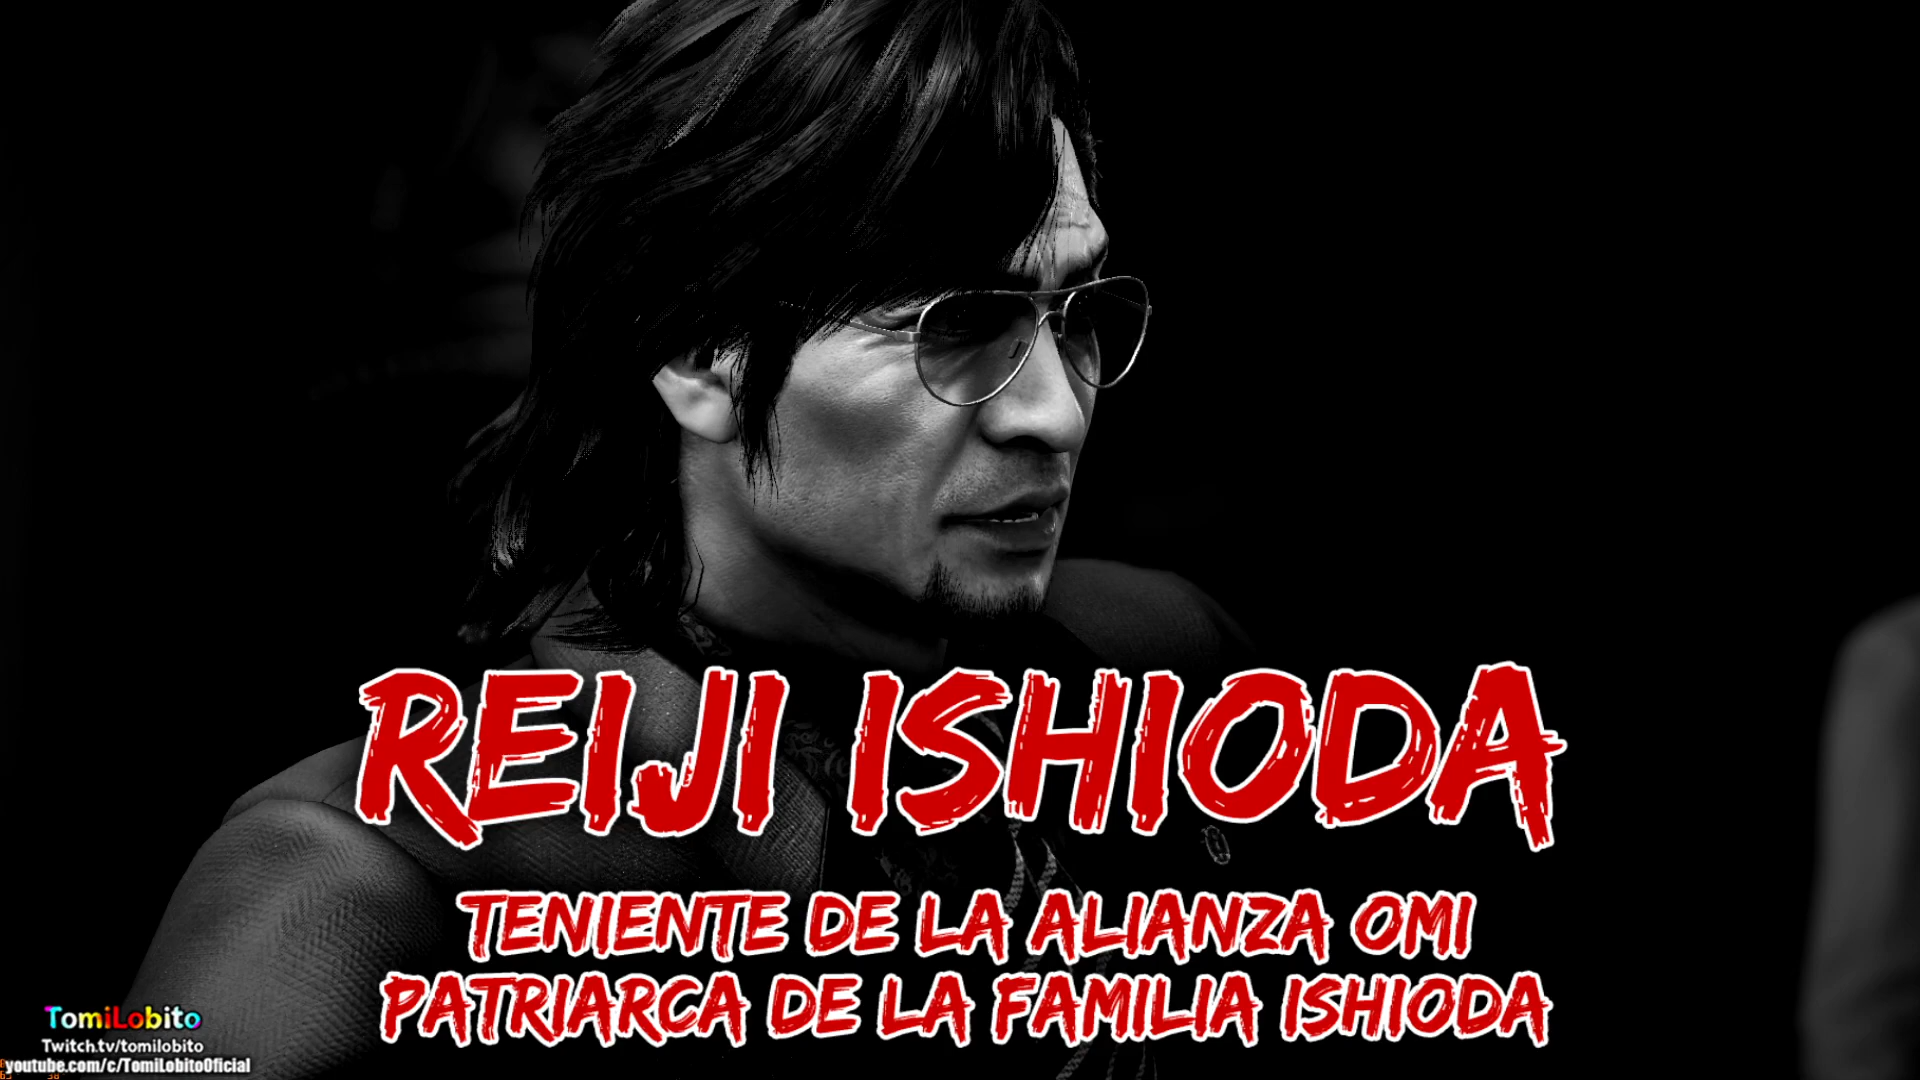 REIJI ISHIODA
TENIENTE DE LA ALIANZA OMI
PATRIARCA DE LA FAMILIA ISHIODA
TomiLobito
Twitch.tv/tomilobito
youtube.com/c/TomiLobitoOficial